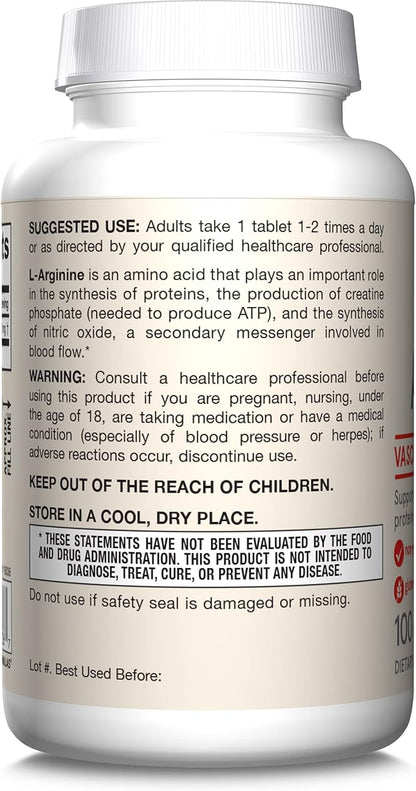 SUGGESTED USE: Adults take 1 tablet 1-2 times a day
or as directed by your qualified healthcare professional.
L-Arginine is an amino acid that plays an important role
in the synthesis of proteins, the production of creatine
phosphate (needed to produce ATP), and the synthesis
of nitric oxide, a secondary messenger involved in
blood flow.*
WARNING: Consult a healthcare professional before
using this product if you are pregnant, nursing, under
the age of 18, are taking medication or have a medical
condition (especially of blood pressure or herpes); if
adverse reactions occur, discontinue use.
KEEP OUT OF THE REACH OF CHILDREN.
STORE IN A COOL, DRY PLACE.
* THESE STATEMENTS HAVE NOT BEEN EVALUATED BY THE FOOD
AND DRUG ADMINISTRATION. THIS PRODUCT IS NOT INTENDED TO
DIAGNOSE, TREAT, CURE, OR PREVENT ANY DISEASE.
Do not use if safety seal is damaged or missing.
Lot #. Best Used Before:
FILL LINE
VASC
Suppo
protein
100
DIETAR